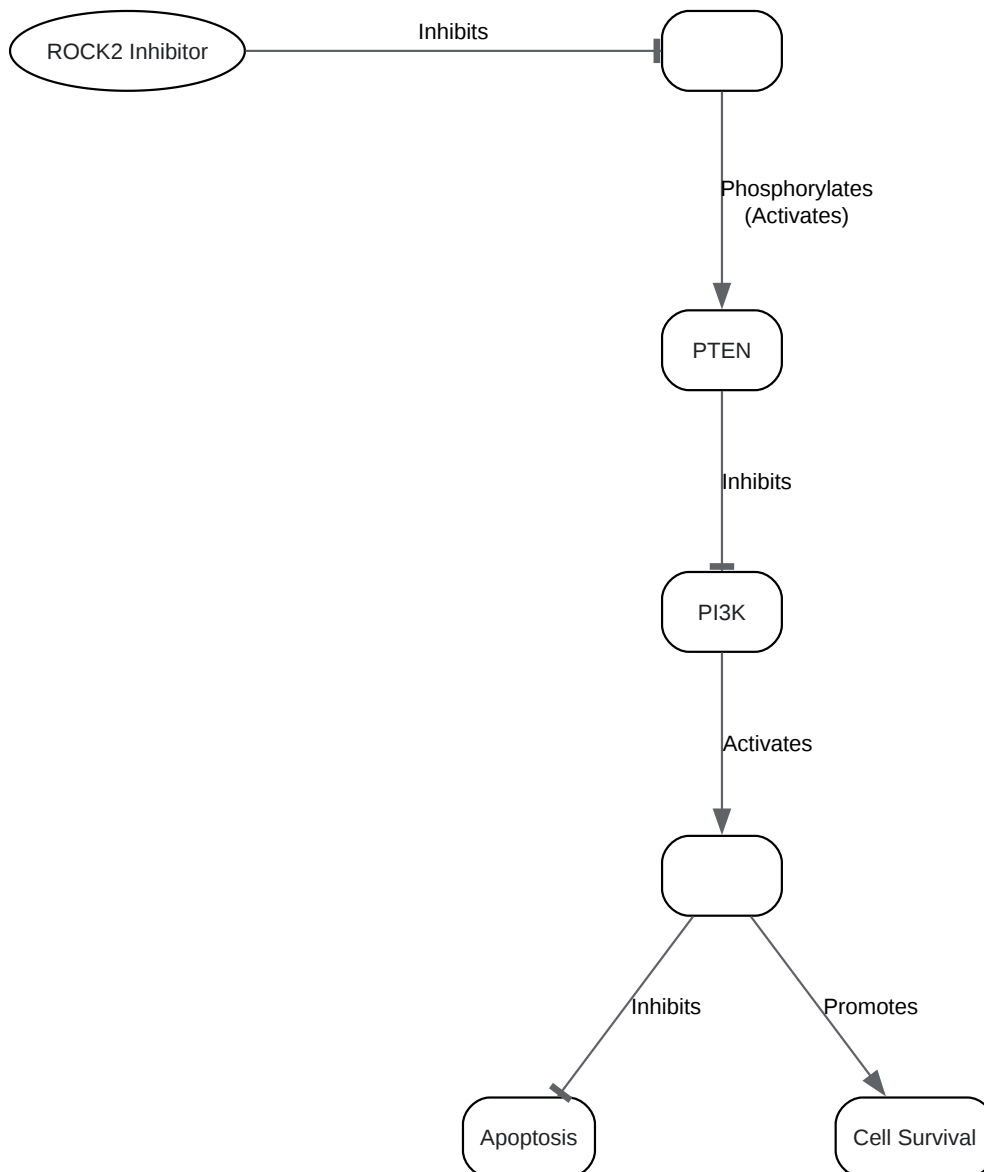 Inhibits
ROCK2 Inhibitor
Phosphorylates
(Activates)
PTEN
Inhibits
PI3K
Activates
Inhibits
Promotes
Apoptosis
Cell Survival